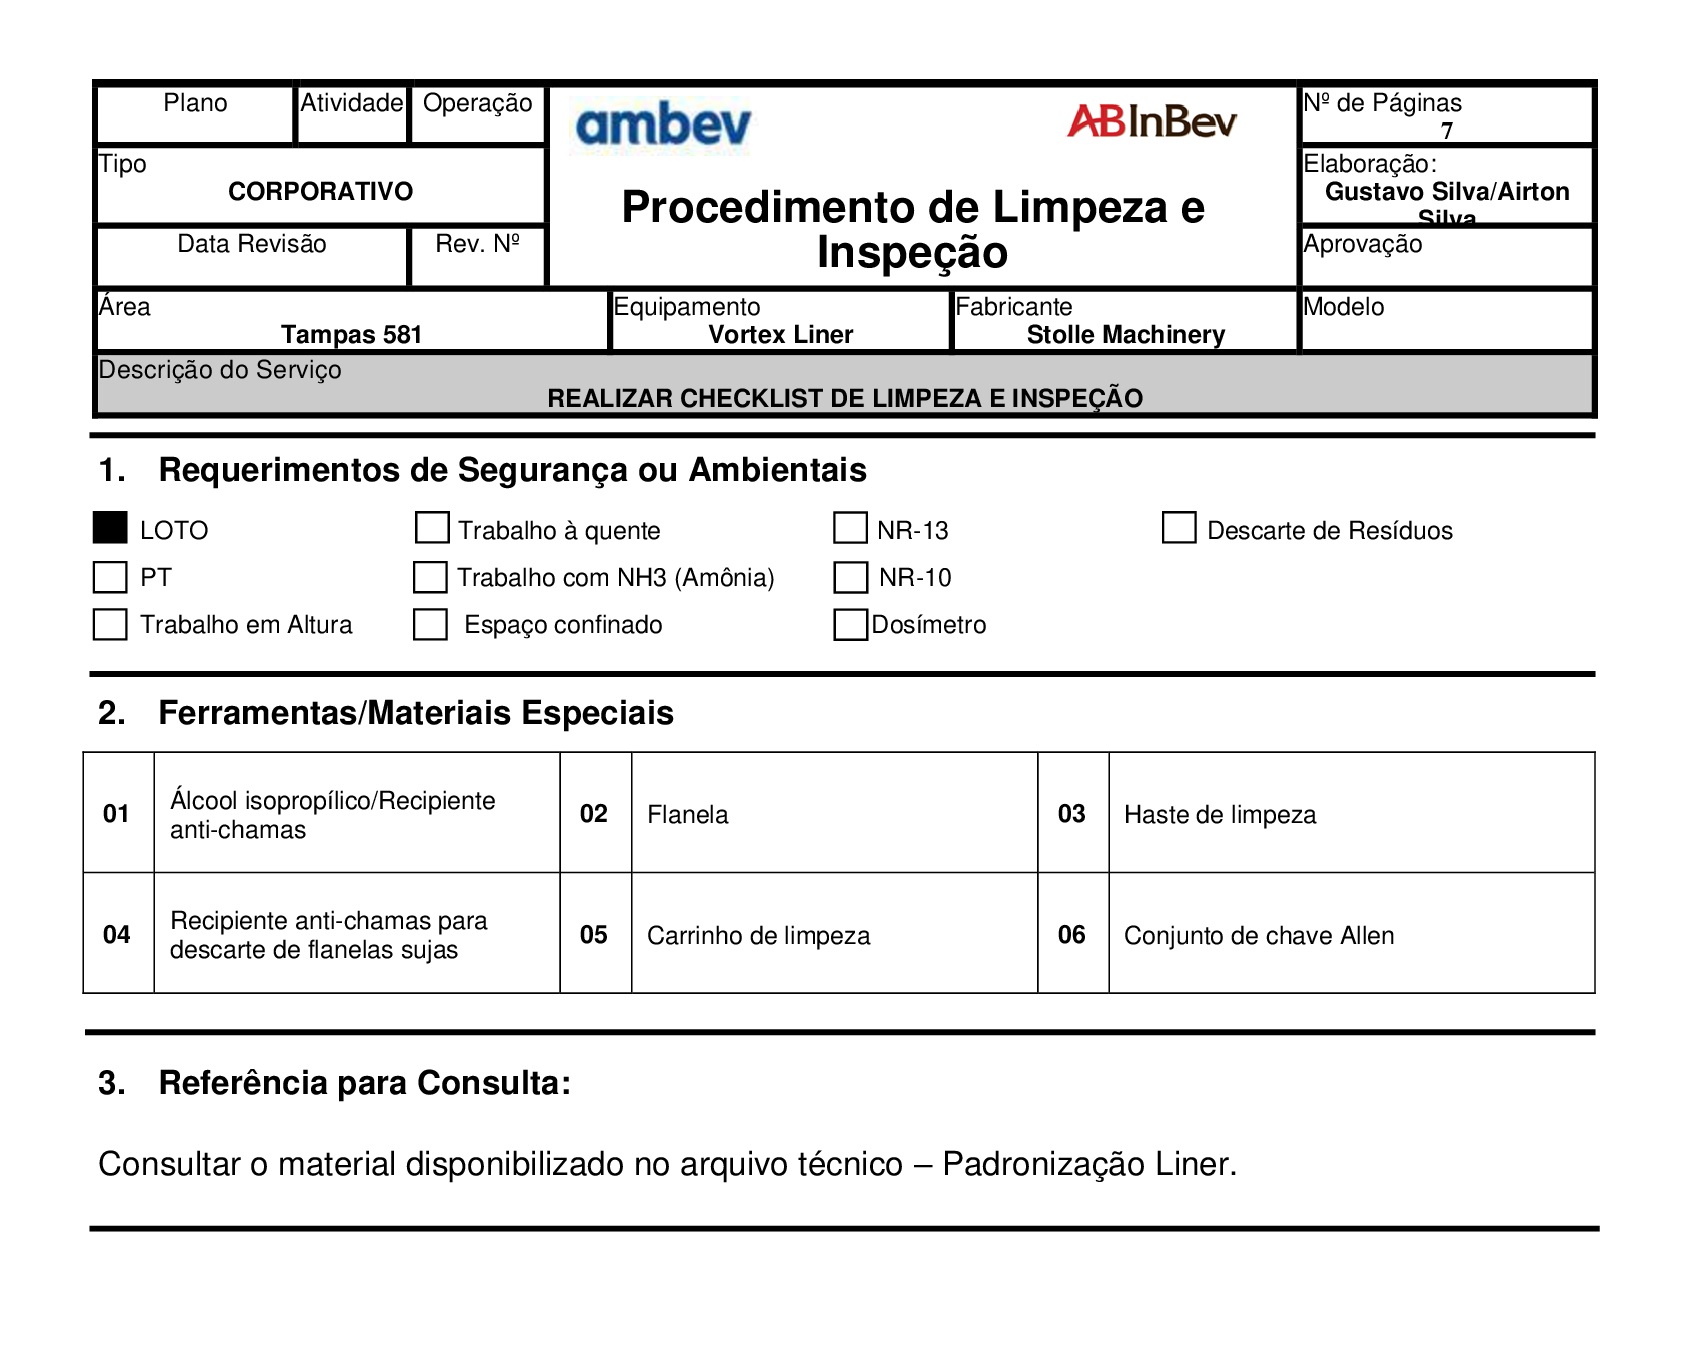 Plano
Atividade
Operação
ambev
ABInBev
Nº de Páginas
7
Tipo
CORPORATIVO
Procedimento de Limpeza e
Inspeção
Elaboração:
Gustavo Silva/Airton
Silva
Data Revisão
Rev. Nº
Aprovação
Área
Tampas 581
Equipamento
Vortex Liner
Fabricante
Stolle Machinery
Modelo
Descrição do Serviço
REALIZAR CHECKLIST DE LIMPEZA E INSPEÇÃO
1. Requerimentos de Segurança ou Ambientais
LOTO
Trabalho à quente
NR-13
Descarte de Resíduos
PT
Trabalho com NH3 (Amônia)
NR-10
Trabalho em Altura
Espaço confinado
Dosímetro
2. Ferramentas/Materiais Especiais
01
Álcool isopropílico/Recipiente
anti-chamas
02
Flanela
03
Haste de limpeza
04
Recipiente anti-chamas para
descarte de flanelas sujas
05
Carrinho de limpeza
06
Conjunto de chave Allen
3. Referência para Consulta:
Consultar o material disponibilizado no arquivo técnico – Padronização Liner.